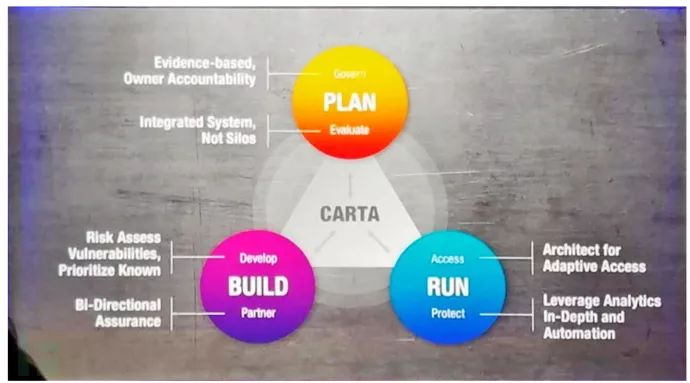 Evidence-based,
Owner Accountability
Govern
PLAN
Integrated System,
Not Silos
Evaluate
CARTA
Risk Assess
Vulnerabilities,
Prioritize Known
Develop
BUILD
Bi-Directional
Assurance
Partner
Access
RUN
Protect
Architect for
Adaptive Access
Leverage Analytics
In-Depth and
Automation